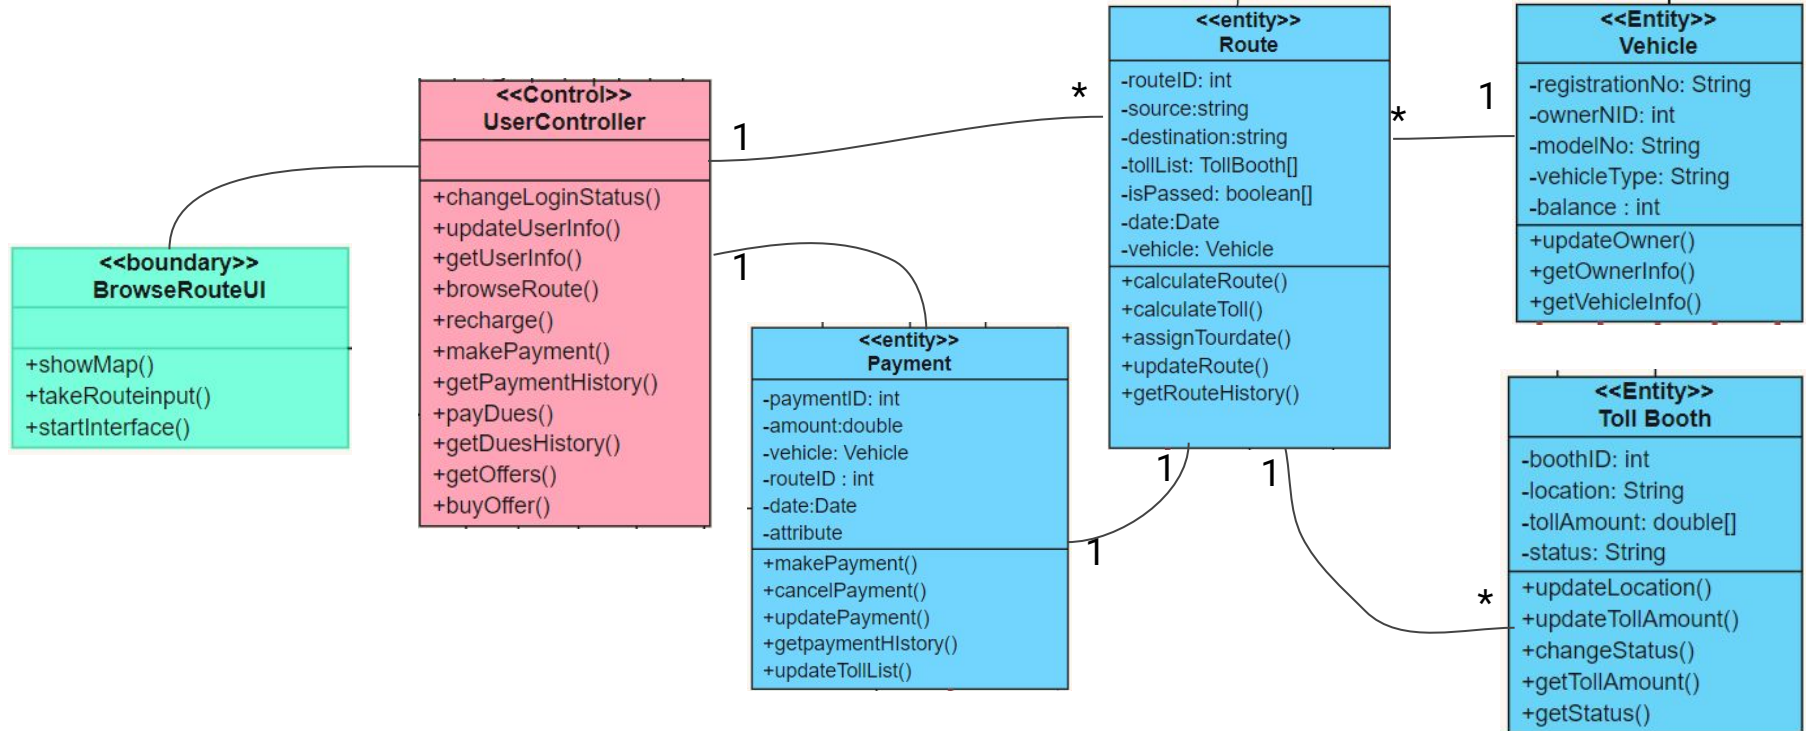 <<boundary>>
BrowseRouteUI
+showMap()
+takeRouteinput()
+startInterface()
<<Control>>
UserController
+changeLoginStatus()
+updateUserInfo()
+getUserInfo()
+browseRoute()
+recharge()
+makePayment()
+getPaymentHistory()
+payDues()
+getDuesHistory()
+getOffers()
+buyOffer()
1
*
1
<<entity>>
Payment
-paymentID: int
-amount:double
-vehicle: Vehicle
-routeID : int
-date:Date
-attribute
+makePayment()
+cancelPayment()
+updatePayment()
+getpaymentHIstory()
+updateTollList()
1
1
<<entity>>
Route
-routeID: int
-source:string
-destination:string
-tollList: TollBooth[]
-isPassed: boolean[]
-date:Date
-vehicle: Vehicle
+calculateRoute()
+calculateToll()
+assignTourdate()
+updateRoute()
+getRouteHistory()
*
1
1
*
<<Entity>>
Vehicle
-registrationNo: String
-ownerNID: int
-modelNo: String
-vehicleType: String
-balance : int
+updateOwner()
+getOwnerInfo()
+getVehicleInfo()
<<Entity>>
Toll Booth
-boothID: int
-location: String
-tollAmount: double[]
-status: String
+updateLocation()
+updateTollAmount()
+changeStatus()
+getTollAmount()
+getStatus()